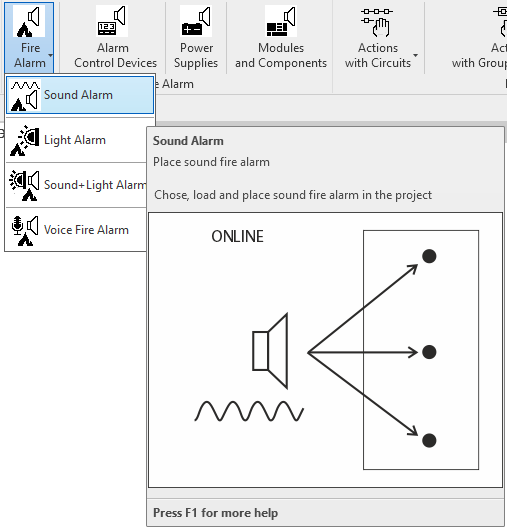 Fire
Alarm
Alarm
Control Devices
Power
Supplies
Modules
and Components
Actions
with Circuits
with Group
e Alarm
Sound Alarm
Light Alarm
Sound+Light Alarm
Voice Fire Alarm
Sound Alarm
Place sound fire alarm
Chose, load and place sound fire alarm in the project
ONLINE
Press F1 for more help